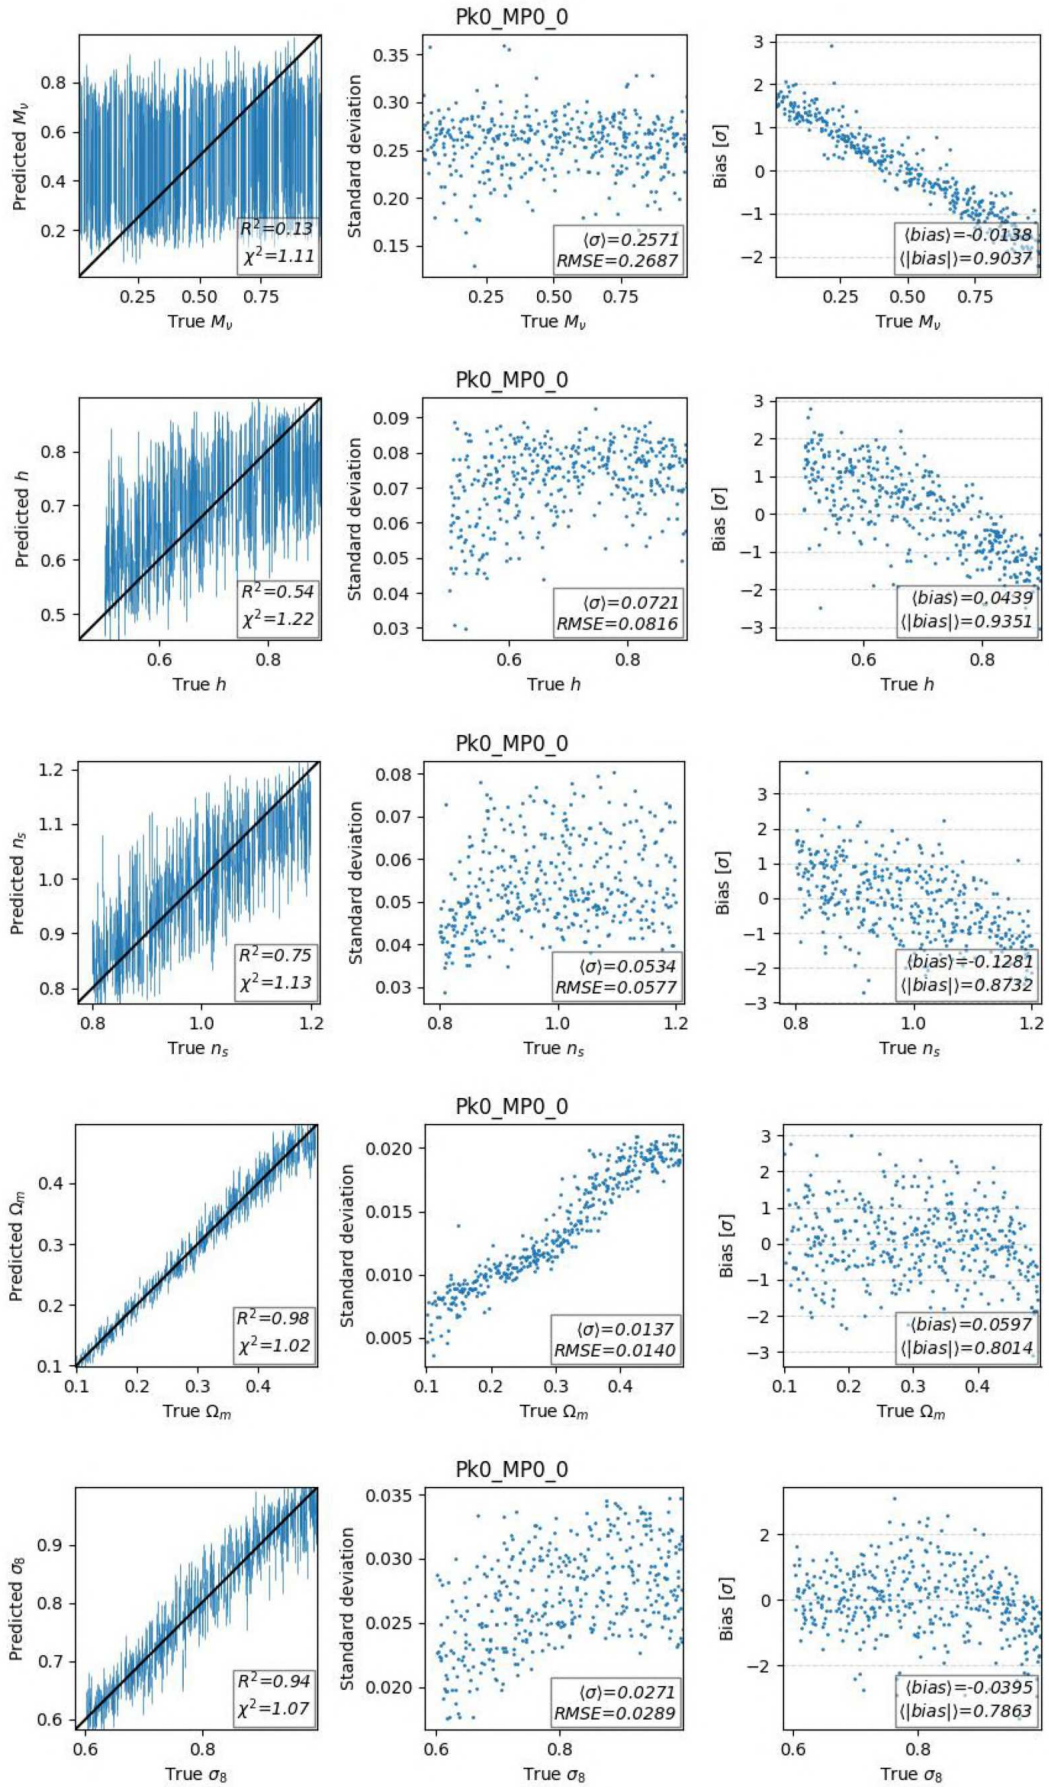 Pk0_MP0_0
Predicted Mν
0.8
0.6
0.4
0.2
R²=0.13
χ²=1.11
0.25 0.50 0.75
True Mν
Standard deviation
0.35
0.30
0.25
0.20
0.15
⟨σ⟩=0.2571
RMSE=0.2687
0.25 0.50 0.75
True Mν
Bias [σ]
3
2
1
0
−1
−2
⟨bias⟩=-0.0138
⟨|bias|⟩=0.9037
0.25 0.50 0.75
True Mν
Pk0_MP0_0
Predicted h
0.8
0.7
0.6
0.5
R²=0.54
χ²=1.22
0.6 0.8
True h
Standard deviation
0.09
0.08
0.07
0.06
0.05
0.04
0.03
⟨σ⟩=0.0721
RMSE=0.0816
0.6 0.8
True h
Bias [σ]
3
2
1
0
−1
−2
−3
⟨bias⟩=0.0439
⟨|bias|⟩=0.9351
0.6 0.8
True h
Pk0_MP0_0
Predicted ns
1.2
1.1
1.0
0.9
0.8
R²=0.75
χ²=1.13
0.8 1.0 1.2
True ns
Standard deviation
0.08
0.07
0.06
0.05
0.04
0.03
⟨σ⟩=0.0534
RMSE=0.0577
0.8 1.0 1.2
True ns
Bias [σ]
3
2
1
0
−1
−2
−3
⟨bias⟩=-0.1281
⟨|bias|⟩=0.8732
0.8 1.0 1.2
True ns
Pk0_MP0_0
Predicted Ωm
0.4
0.3
0.2
0.1
R²=0.98
χ²=1.02
0.1 0.2 0.3 0.4
True Ωm
Standard deviation
0.020
0.015
0.010
0.005
⟨σ⟩=0.0137
RMSE=0.0140
0.1 0.2 0.3 0.4
True Ωm
Bias [σ]
3
2
1
0
−1
−2
−3
⟨bias⟩=0.0597
⟨|bias|⟩=0.8014
0.1 0.2 0.3 0.4
True Ωm
Pk0_MP0_0
Predicted σ8
0.9
0.8
0.7
0.6
R²=0.94
χ²=1.07
0.6 0.8
True σ8
Standard deviation
0.035
0.030
0.025
0.020
⟨σ⟩=0.0271
RMSE=0.0289
0.6 0.8
True σ8
Bias [σ]
2
0
−2
⟨bias⟩=-0.0395
⟨|bias|⟩=0.7863
0.6 0.8
True σ8